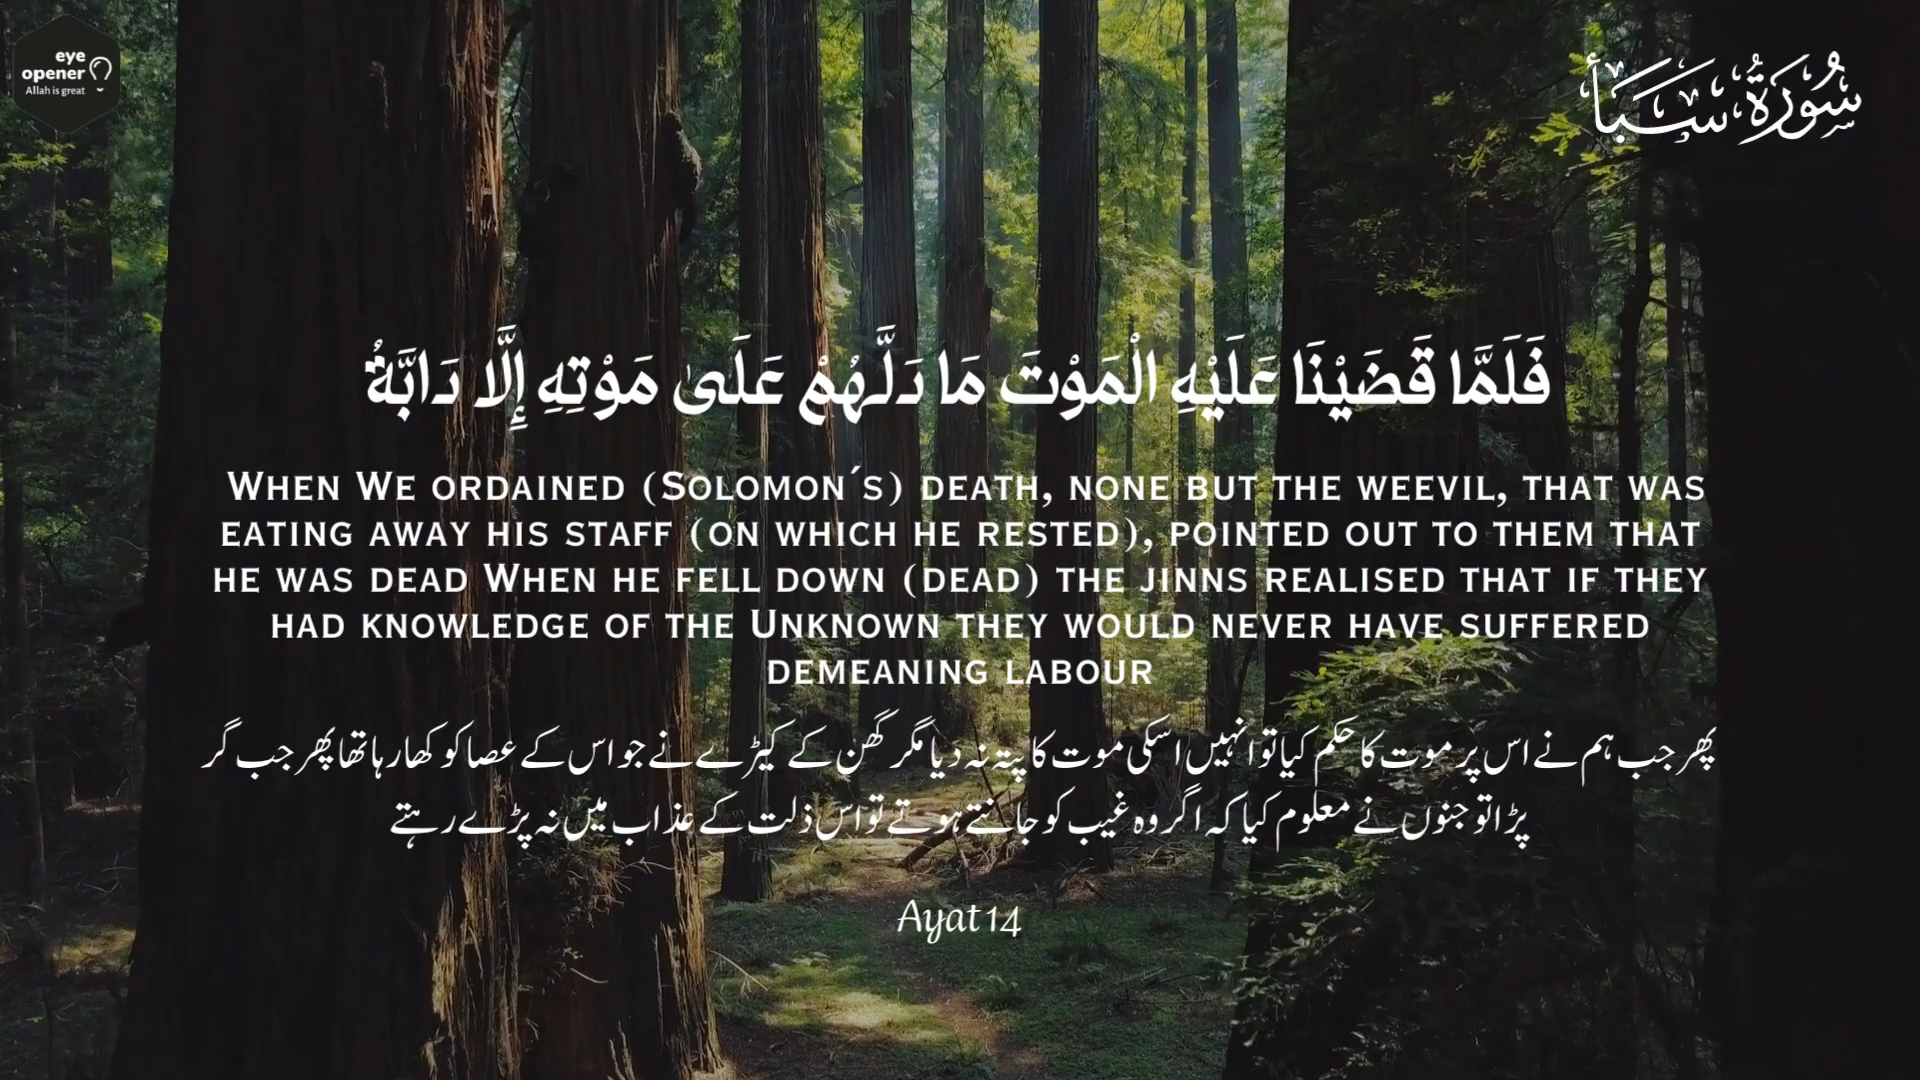 eye
opener
Allah is great
سُورَةُ سَبَأ
فَلَمَّا قَضَيْنَا عَلَيْهِ الْمَوْتَ مَا دَلَّهُمْ عَلَىٰ مَوْتِهِ إِلَّا دَابَّةُ
When We ordained (Solomon´s) death, none but the weevil, that was
eating away his staff (on which he rested), pointed out to them that
he was dead When he fell down (dead) the jinns realised that if they
had knowledge of the Unknown they would never have suffered
demeaning labour
پھر جب ہم نے اس پر موت کا حکم کیا تو انہیں اسکی موت کا پتہ نہ دیا مگر گھن کے کیڑے نے جو اس کے عصا کو کھا رہا تھا پھر جب گر
پڑا تو جنوں نے معلوم کیا کہ اگر وہ غیب کو جانتے ہوتے تو اس ذلت کے عذاب میں نہ پڑے رہتے
Ayat 14